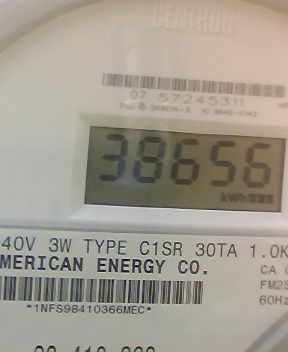 CENTRON
07 57245311
38656
kWh
40V 3W TYPE C1SR 30TA 1.0K
MERICAN ENERGY CO.
CA
FM2S
60Hz
*1NFS98410366MEC*